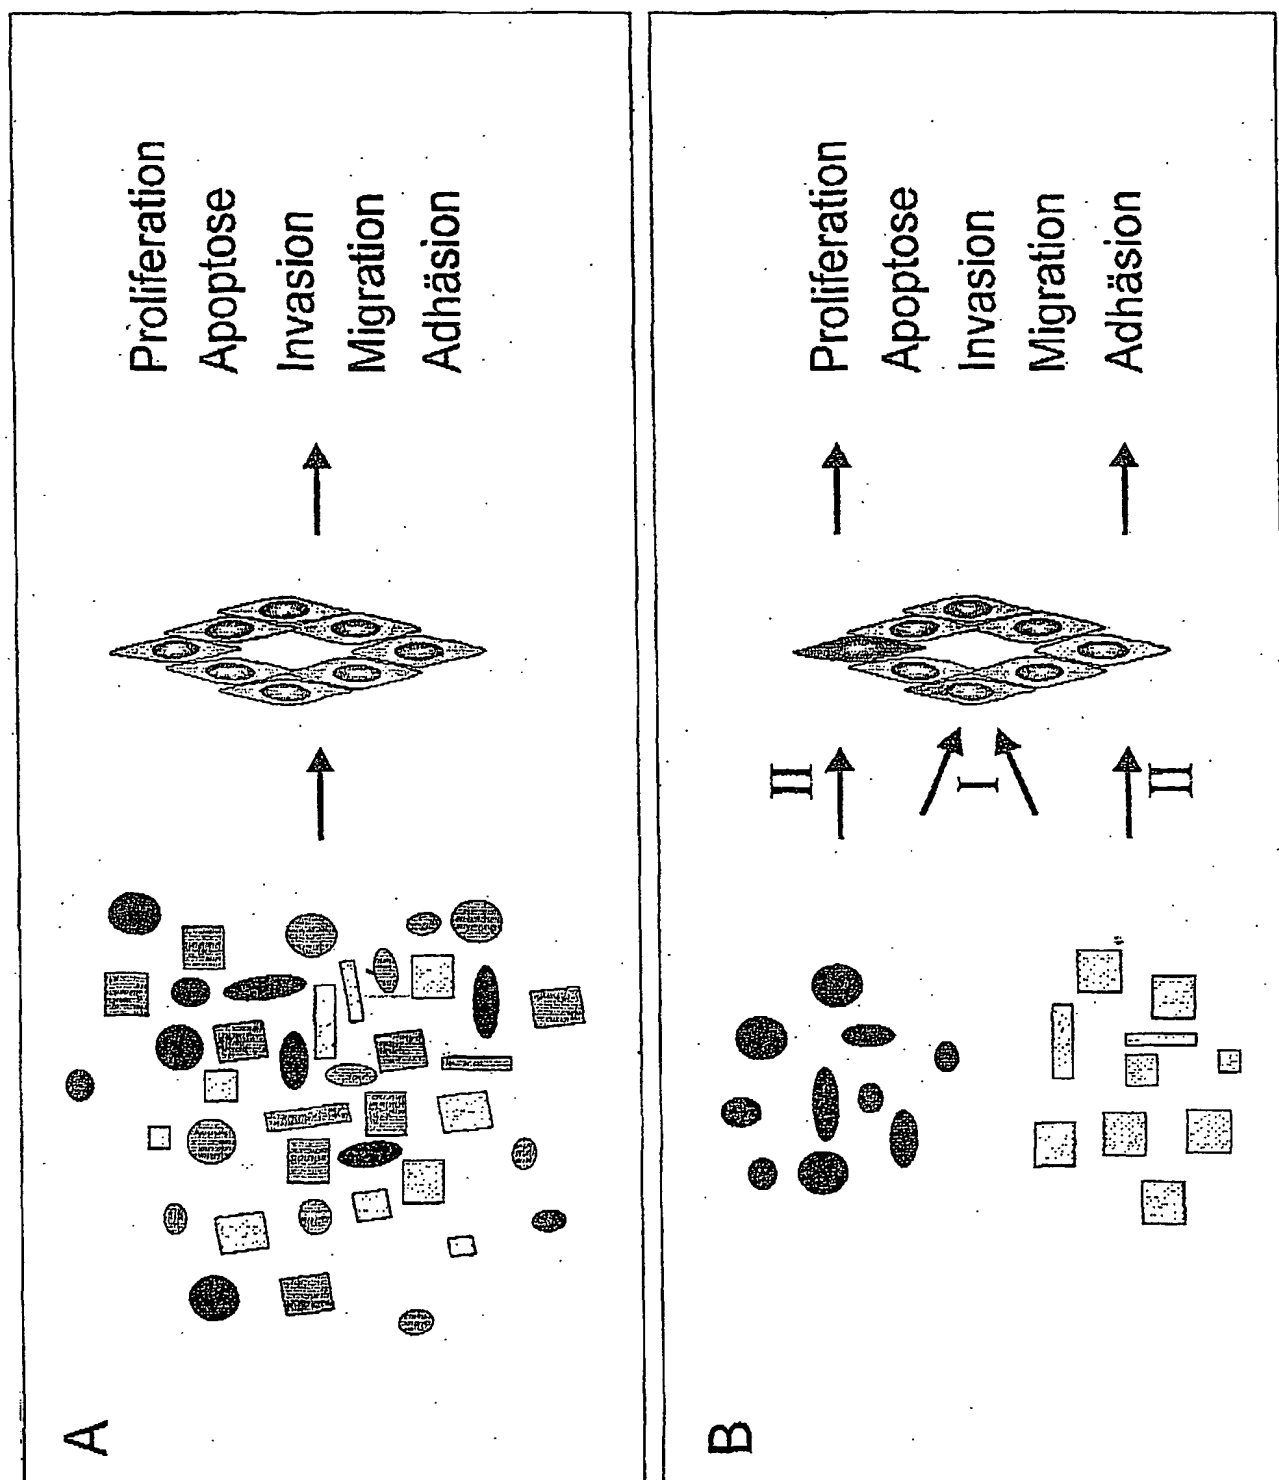 A
Proliferation
Apoptose
Invasion
Migration
Adhäsion
B
II
I
II
Proliferation
Apoptose
Invasion
Migration
Adhäsion